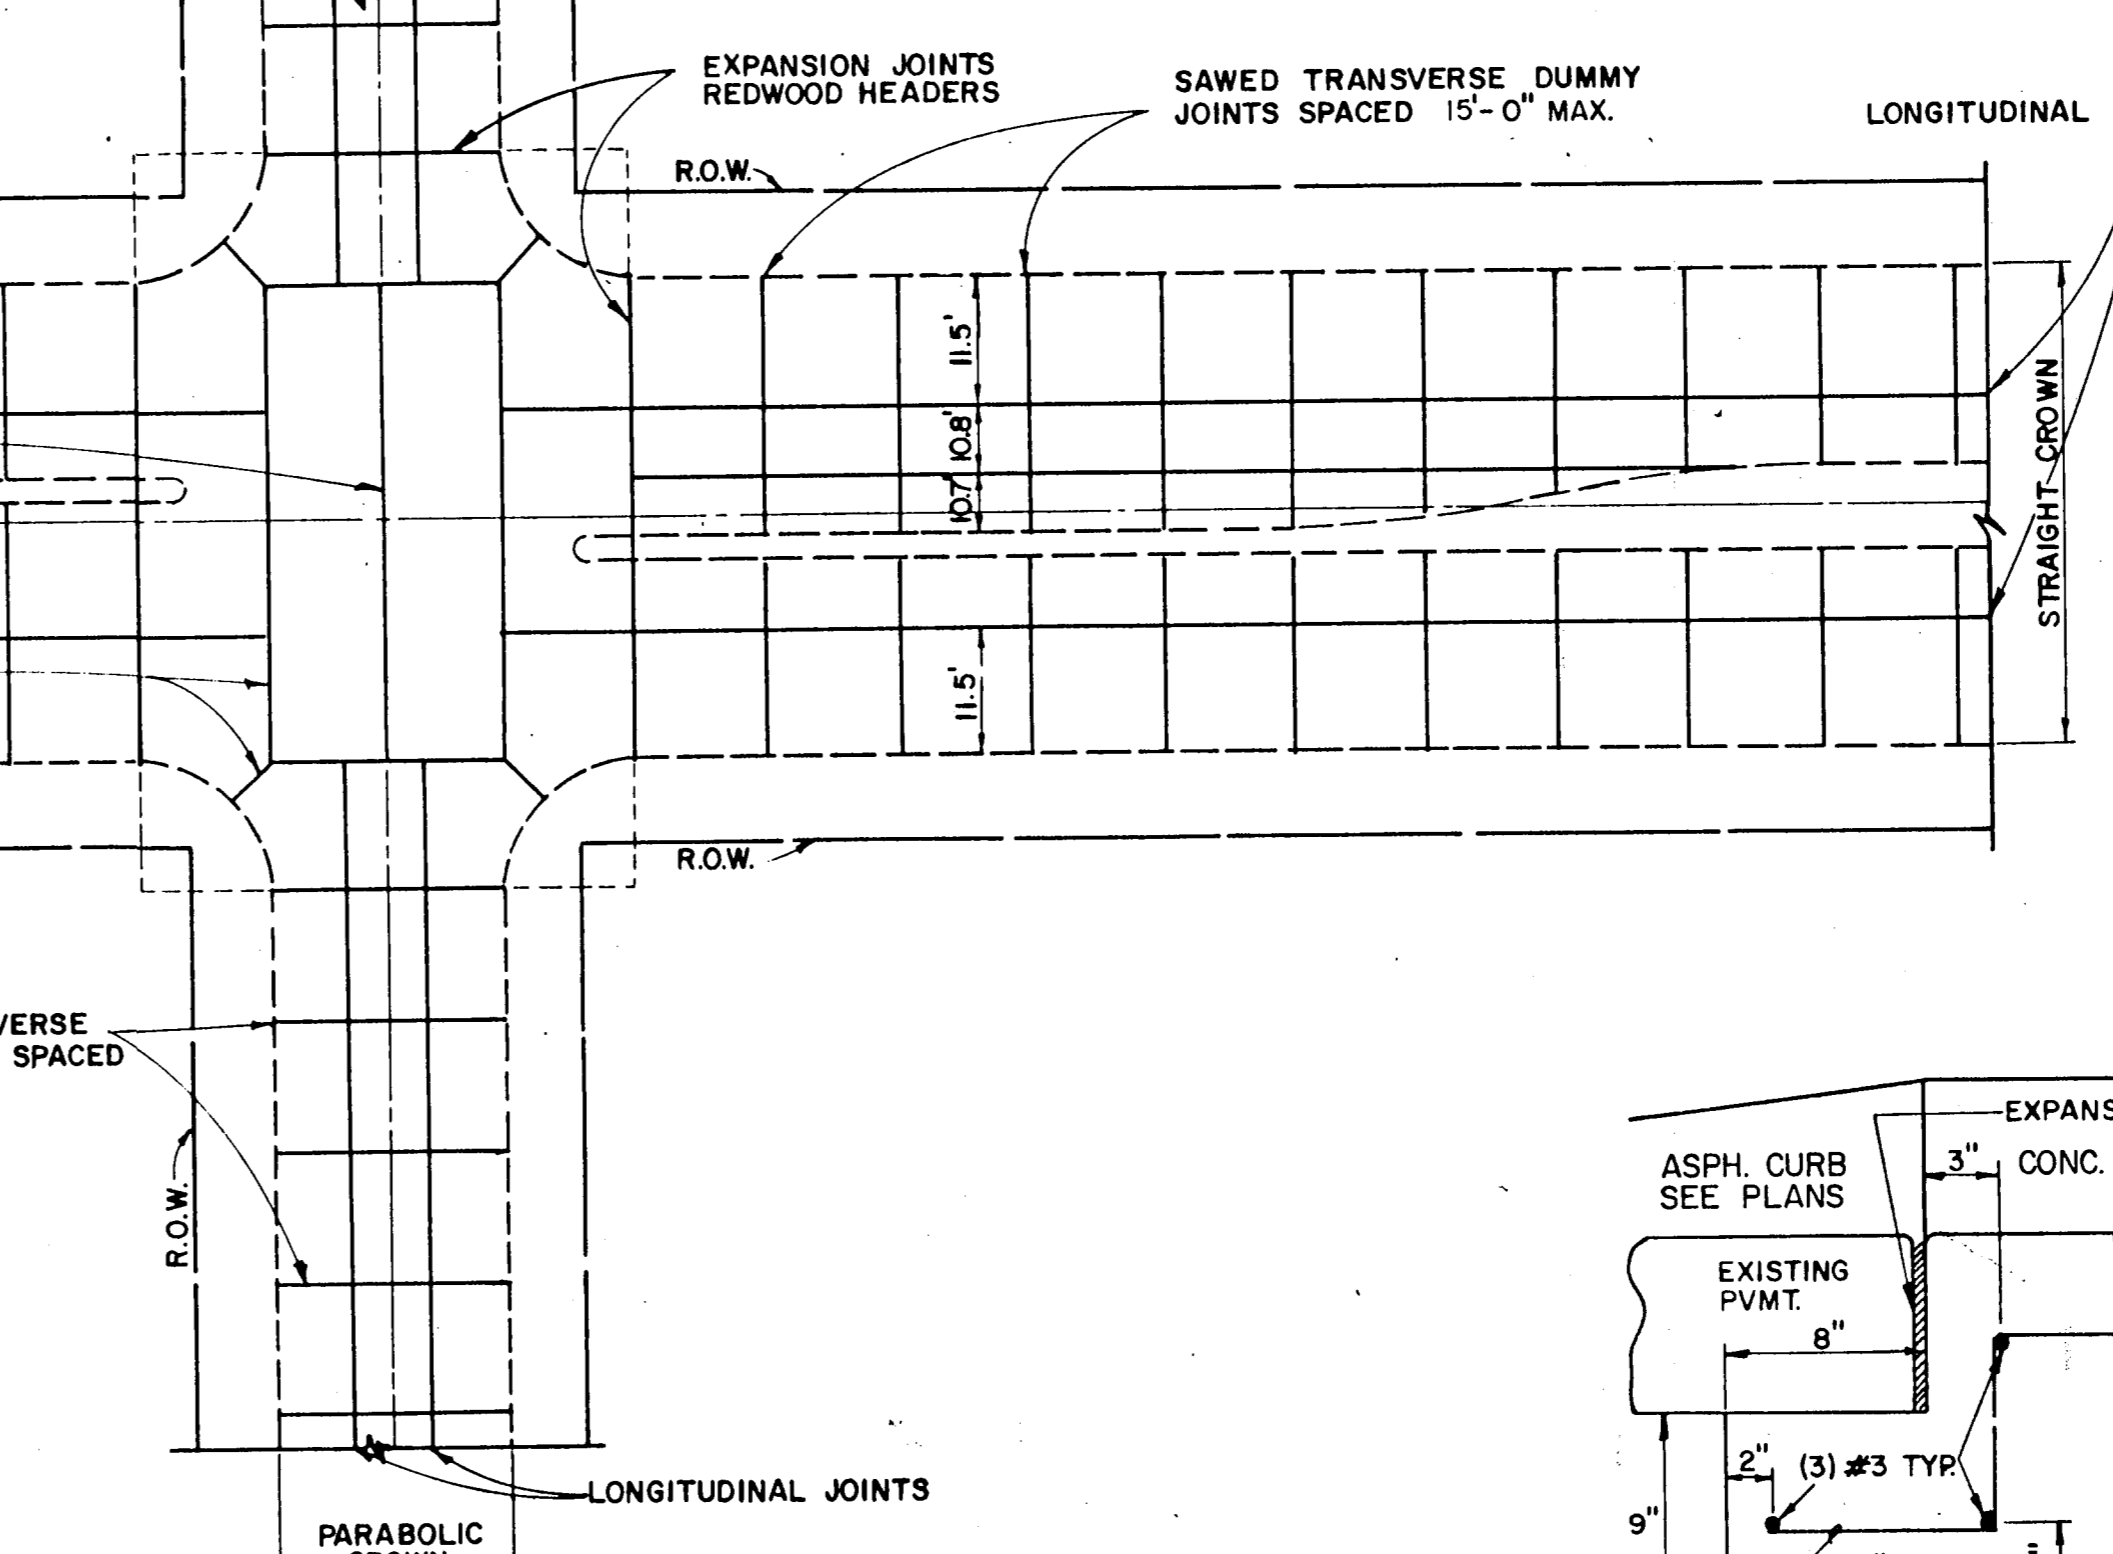 EXPANSION JOINTS
REDWOOD HEADERS
SAWED TRANSVERSE DUMMY
JOINTS SPACED 15'-0" MAX.
LONGITUDINAL
R.O.W.
11.5'
10.8'
10.7'
11.5'
STRAIGHT CROWN
R.O.W.
VERSE
SPACED
R.O.W.
LONGITUDINAL JOINTS
PARABOLIC
CROWN
EXPANS
ASPH. CURB
SEE PLANS
3"
CONC.
EXISTING
PVMT.
8"
2"
(3) #3 TYP.
9"